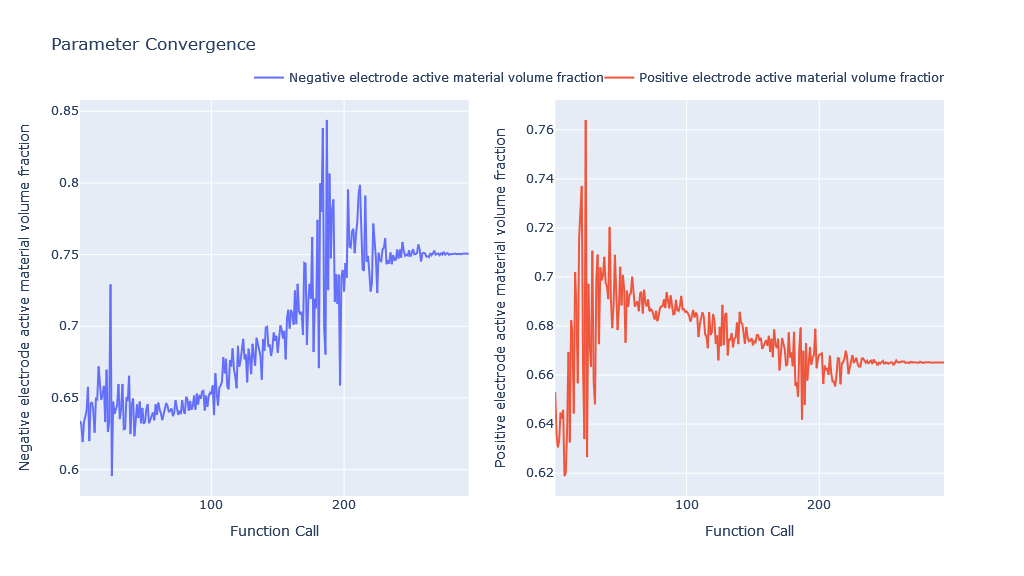 Parameter Convergence
Negative electrode active material volume fraction
Positive electrode active material volume fraction
Negative electrode active material volume fraction
0.85
0.8
0.75
0.7
0.65
0.6
100
200
Function Call
Positive electrode active material volume fraction
0.76
0.74
0.72
0.7
0.68
0.66
0.64
0.62
100
200
Function Call